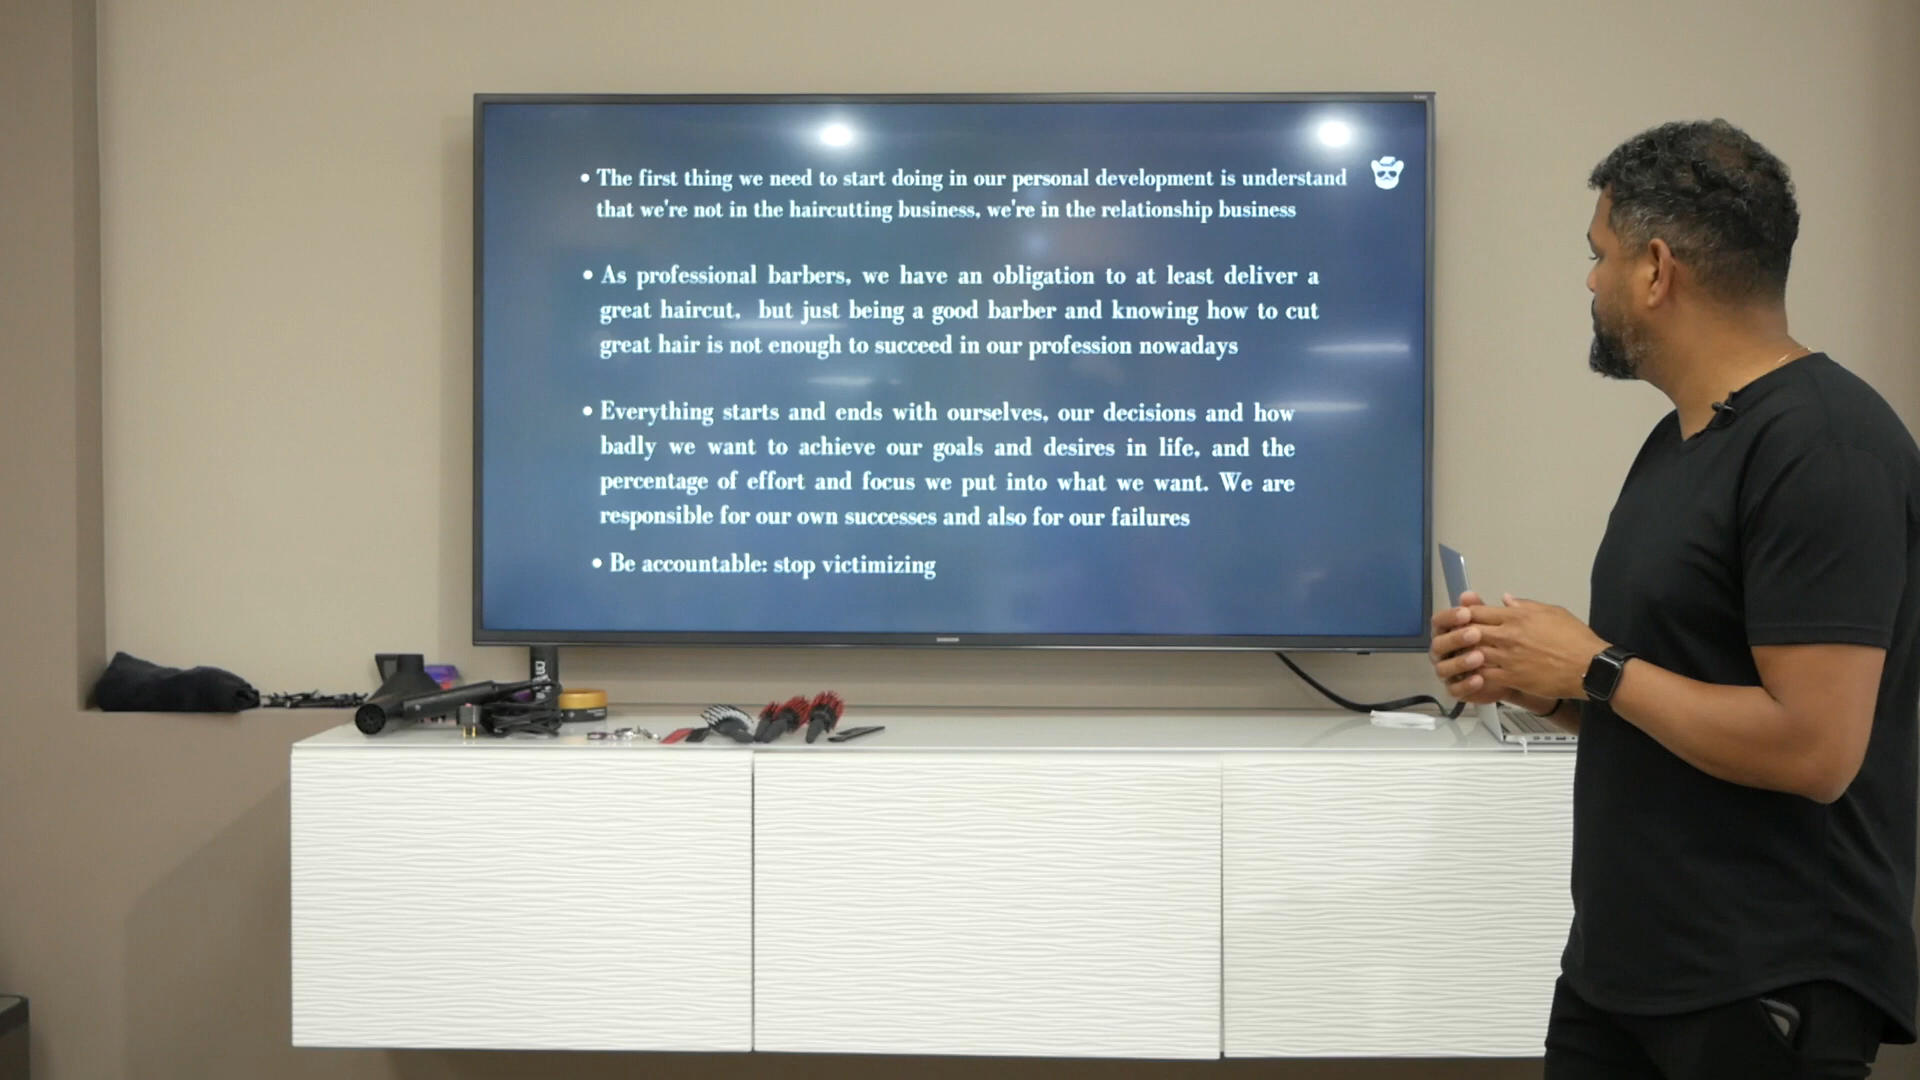 • The first thing we need to start doing in our personal development is understand
that we're not in the haircutting business, we're in the relationship business
• As professional barbers, we have an obligation to at least deliver a
great haircut, but just being a good barber and knowing how to cut
great hair is not enough to succeed in our profession nowadays
• Everything starts and ends with ourselves, our decisions and how
badly we want to achieve our goals and desires in life, and the
percentage of effort and focus we put into what we want. We are
responsible for our own successes and also for our failures
• Be accountable: stop victimizing